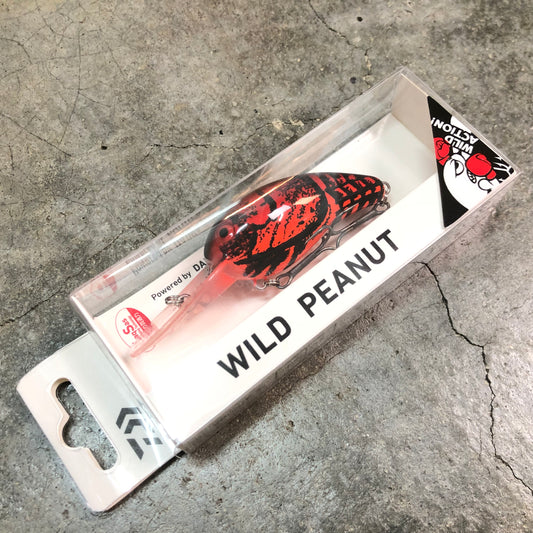 WILD
ACTION!
Powered by DA
WILD PEANUT